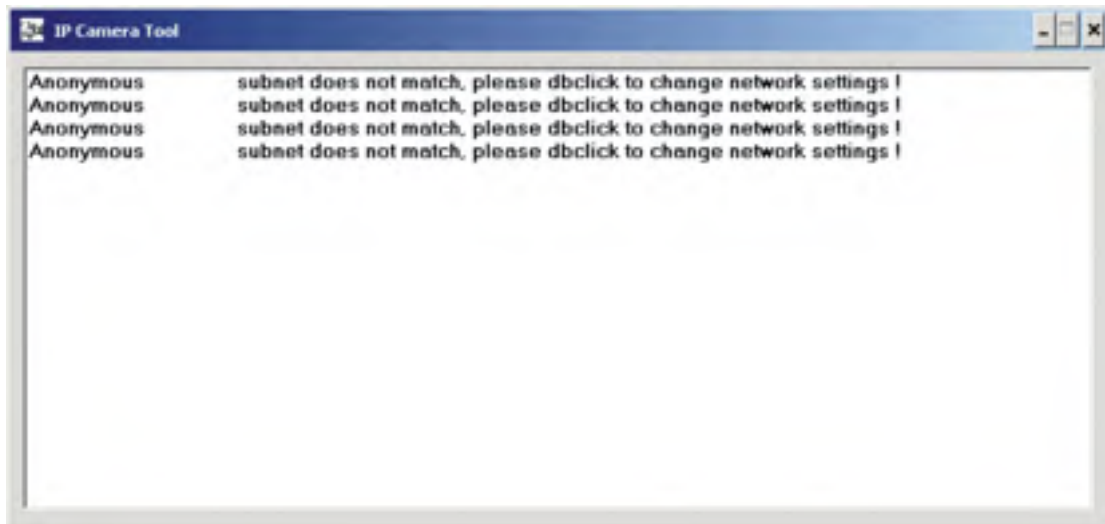 IP Camera Tool
Anonymous subnet does not match, please dbclick to change network settings !
Anonymous subnet does not match, please dbclick to change network settings !
Anonymous subnet does not match, please dbclick to change network settings !
Anonymous subnet does not match, please dbclick to change network settings !